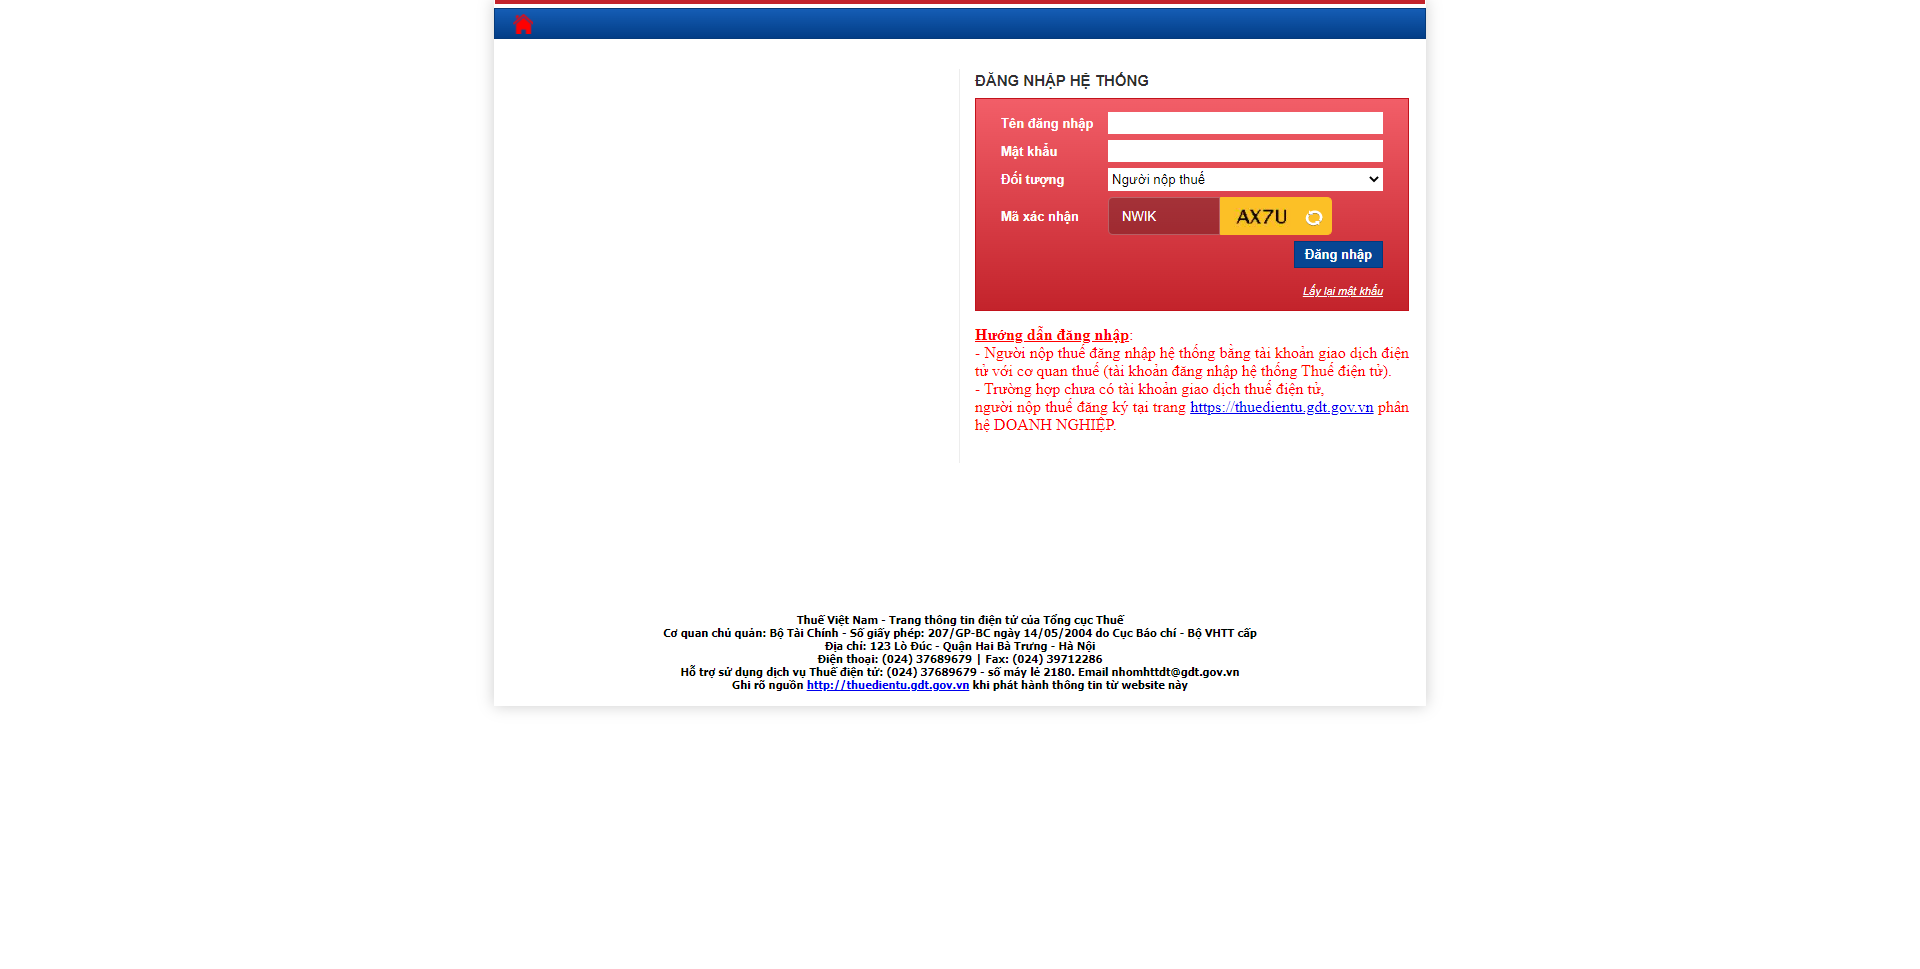 ĐĂNG NHẬP HỆ THỐNG
Tên đăng nhập
Mật khẩu
Đối tượng
Người nộp thuế
Mã xác nhận
NWIK
AX7U
Đăng nhập
Lấy lại mật khẩu
Hướng dẫn đăng nhập:
- Người nộp thuế đăng nhập hệ thống bằng tài khoản giao dịch điện
tử với cơ quan thuế (tài khoản đăng nhập hệ thống Thuế điện tử).
- Trường hợp chưa có tài khoản giao dịch thuế điện tử,
người nộp thuế đăng ký tại trang https://thuedientu.gdt.gov.vn phân
hệ DOANH NGHIỆP.
Thuế Việt Nam - Trang thông tin điện tử của Tổng cục Thuế
Cơ quan chủ quản: Bộ Tài Chính - Số giấy phép: 207/GP-BC ngày 14/05/2004 do Cục Báo chí - Bộ VHTT cấp
Địa chỉ: 123 Lò Đúc - Quận Hai Bà Trưng - Hà Nội
Điện thoại: (024) 37689679 | Fax: (024) 39712286
Hỗ trợ sử dụng dịch vụ Thuế điện tử: (024) 37689679 - số máy lẻ 2180. Email nhomhttdt@gdt.gov.vn
Ghi rõ nguồn http://thuedientu.gdt.gov.vn khi phát hành thông tin từ website này